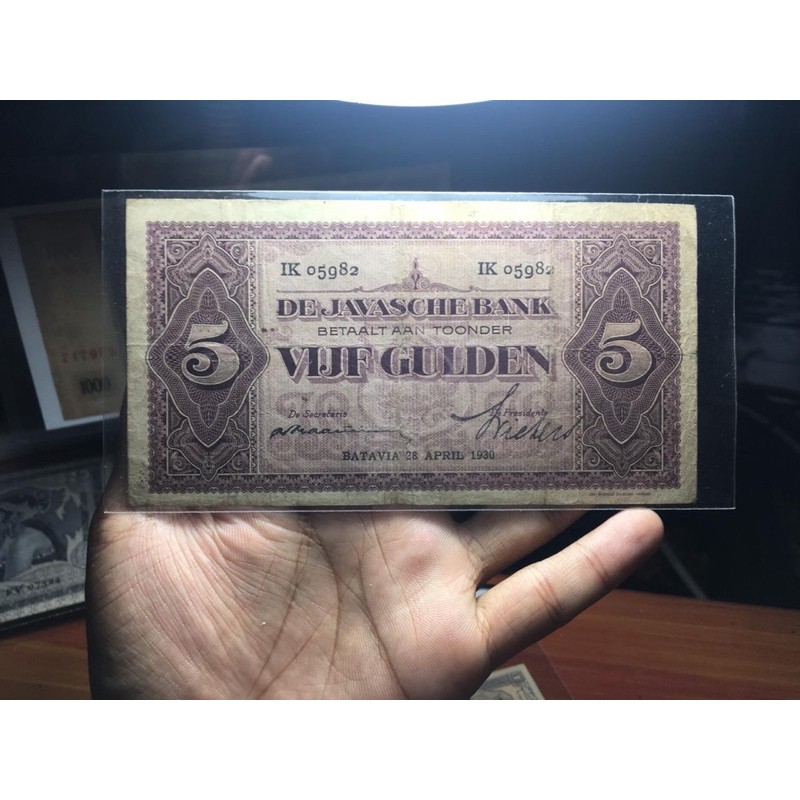 IK 05982 IK 05982
DE JAVASCHE BANK
BETAALT AAN TOONDER
5 VIJF GULDEN 5
De Secretaris De President
BATAVIA 28 APRIL 1930
1000